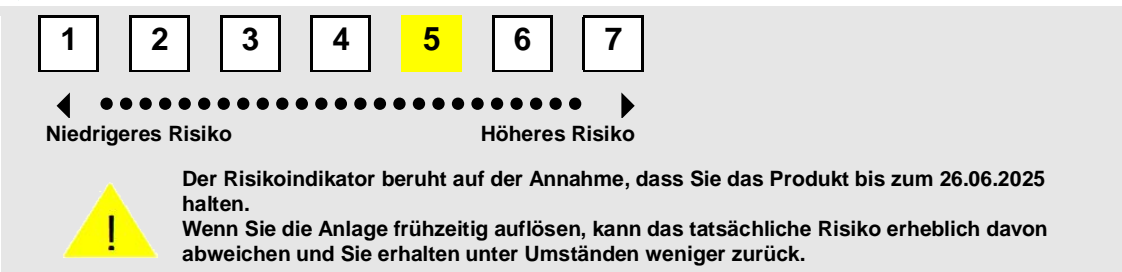 1 2 3 4 5 6 7
Niedrigeres Risiko Höheres Risiko
Der Risikoindikator beruht auf der Annahme, dass Sie das Produkt bis zum 26.06.2025
halten.
Wenn Sie die Anlage frühzeitig auflösen, kann das tatsächliche Risiko erheblich davon
abweichen und Sie erhalten unter Umständen weniger zurück.
!